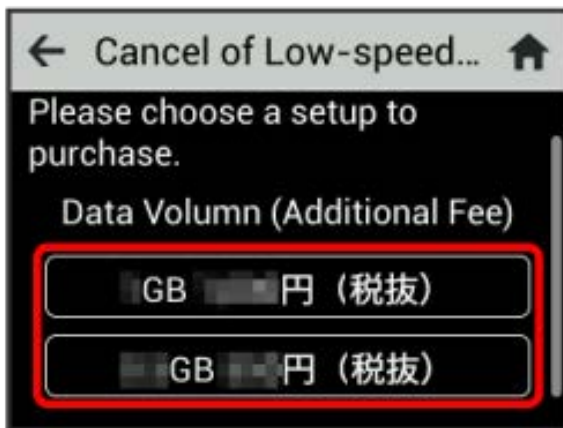 Cancel of Low-speed...
Please choose a setup to
purchase.
Data Volumn (Additional Fee)
GB 円（税抜）
GB 円（税抜）